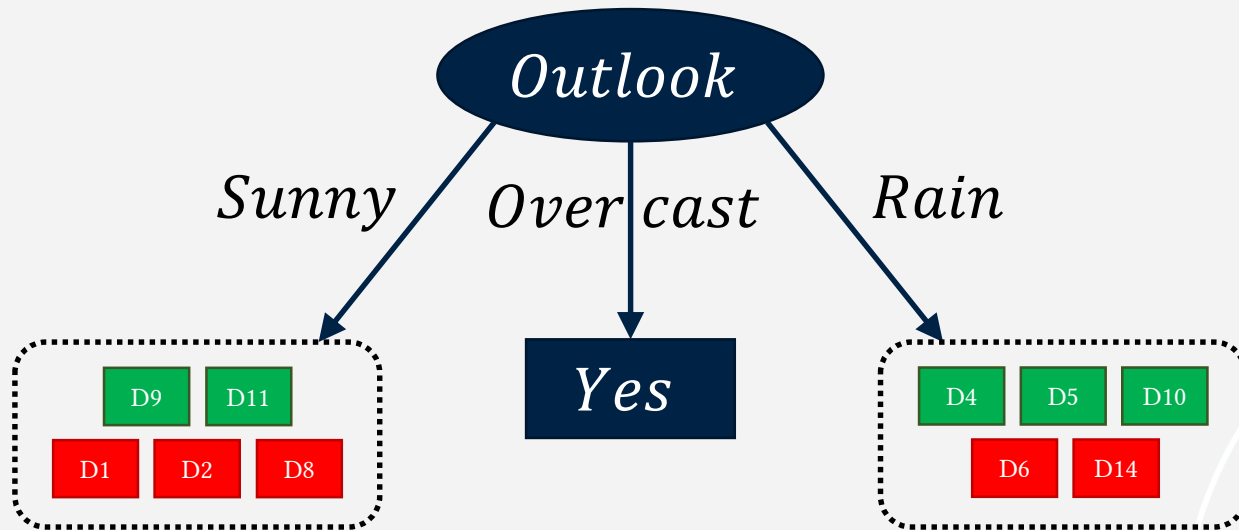 Outlook
Sunny
Over cast
Rain
Yes
D9 D11
D1 D2 D8
D4 D5 D10
D6 D14